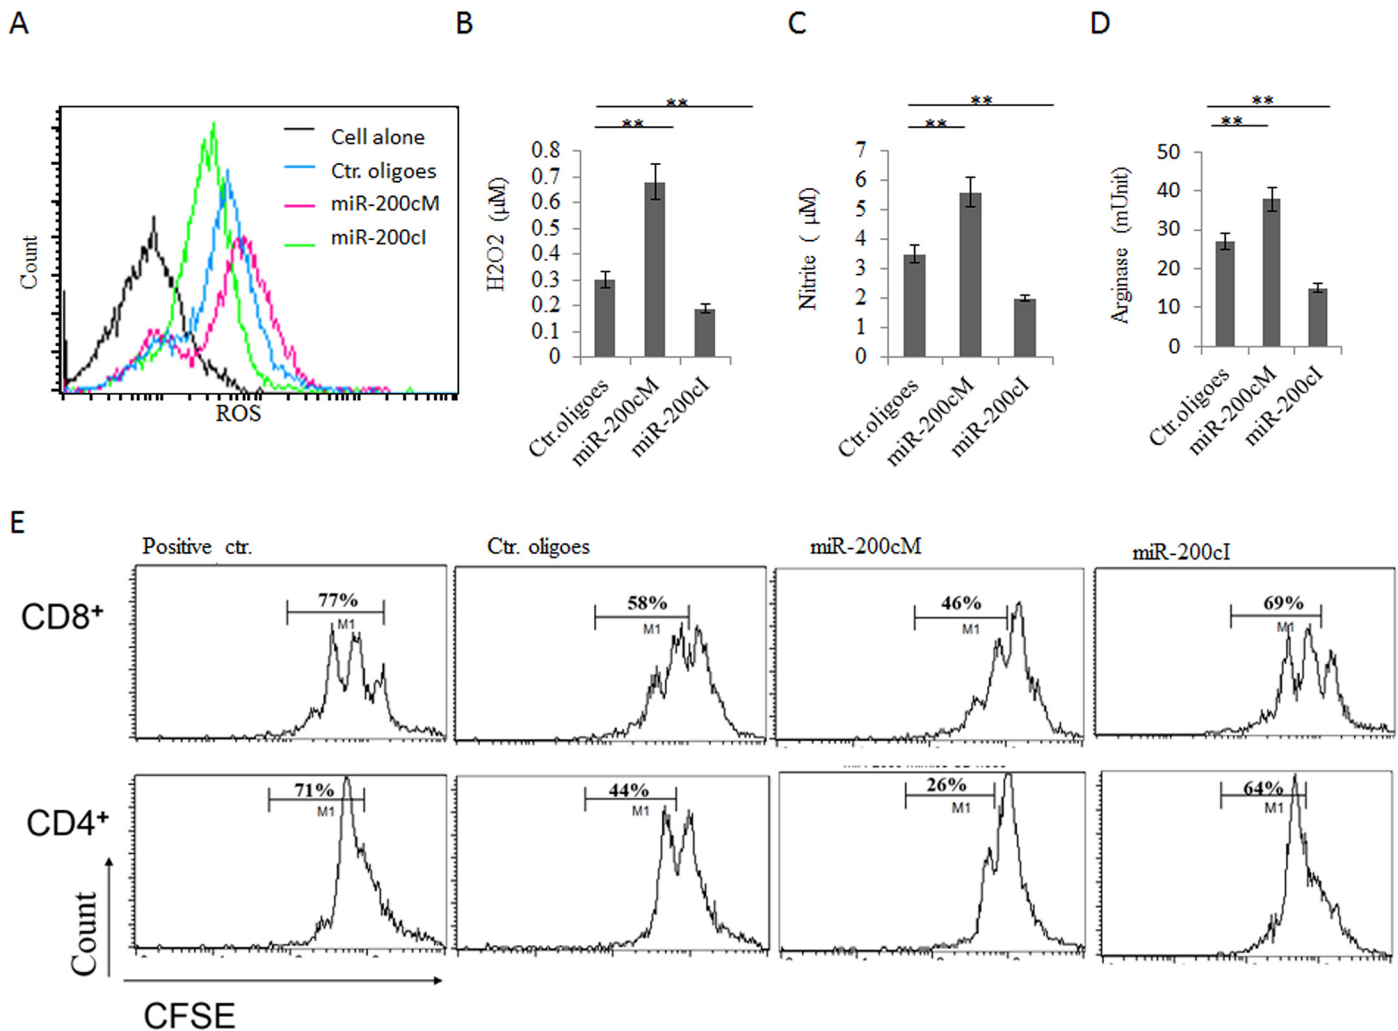 A
B
C
D
Cell alone
Ctr. oligoes
miR-200cM
miR-200cI
Count
ROS
**
**
0.8
0.7
0.6
0.5
0.4
0.3
0.2
0.1
0
H2O2 (μM)
Ctr.oligoes
miR-200cM
miR-200cI
**
**
7
6
5
4
3
2
1
0
Nitrite ( μM)
Ctr.oligoes
miR-200cM
miR-200cI
**
**
50
40
30
20
10
0
Arginase (mUnit)
Ctr.oligoes
miR-200cM
miR-200cI
E
Positive ctr.
Ctr. oligoes
miR-200cM
miR-200cI
CD8+
77%
M1
58%
M1
46%
M1
69%
M1
CD4+
71%
M1
44%
M1
26%
M1
64%
M1
Count
CFSE